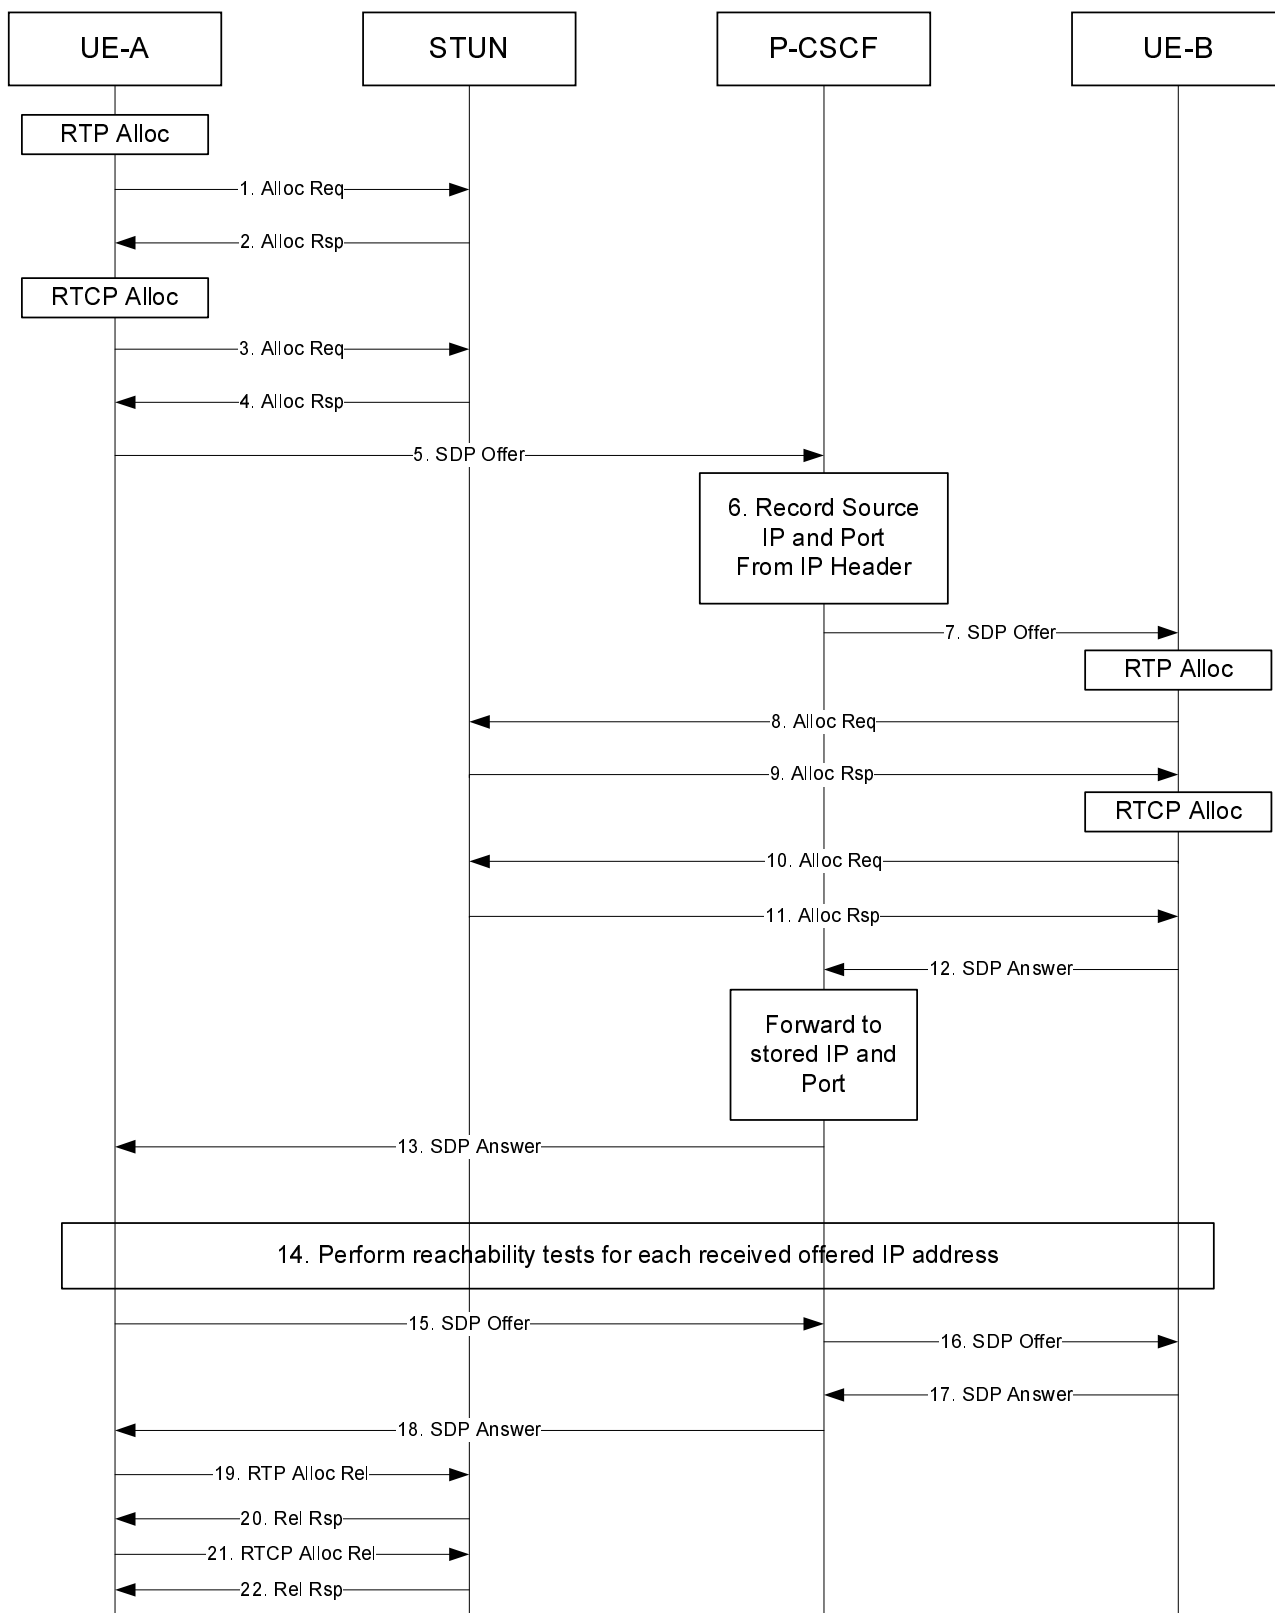 UE-A
STUN
P-CSCF
UE-B
RTP Alloc
1. Alloc Req
2. Alloc Rsp
RTCP Alloc
3. Alloc Req
4. Alloc Rsp
5. SDP Offer
6. Record Source
IP and Port
From IP Header
7. SDP Offer
RTP Alloc
8. Alloc Req
9. Alloc Rsp
RTCP Alloc
10. Alloc Req
11. Alloc Rsp
12. SDP Answer
Forward to
stored IP and
Port
13. SDP Answer
14. Perform reachability tests for each received offered IP address
15. SDP Offer
16. SDP Offer
17. SDP Answer
18. SDP Answer
19. RTP Alloc Rel
20. Rel Rsp
21. RTCP Alloc Rel
22. Rel Rsp